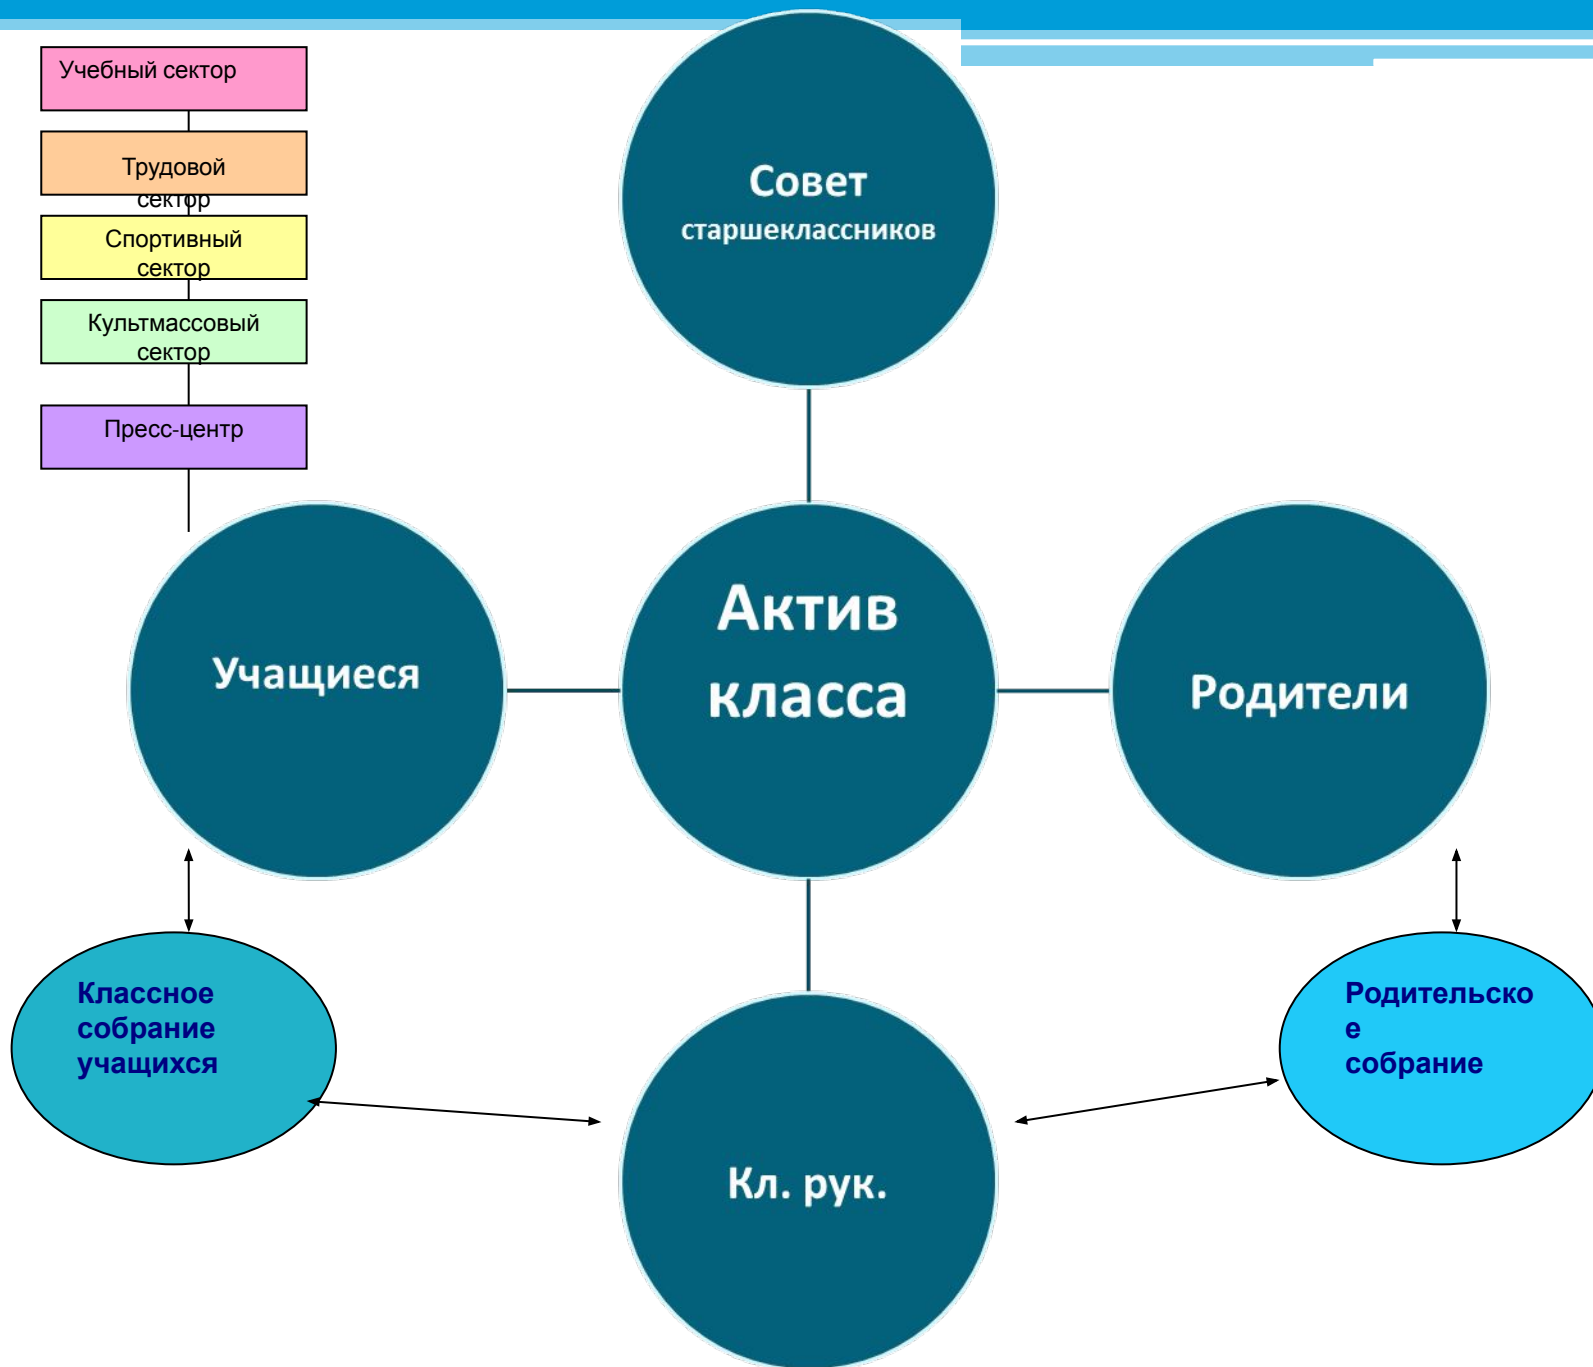 Учебный сектор
Трудовой
сектор
Спортивный
сектор
Культмассовый
сектор
Пресс-центр
Совет
старшеклассников
Учащиеся
Актив
класса
Родители
Классное
собрание
учащихся
Родительско
е
собрание
Кл. рук.